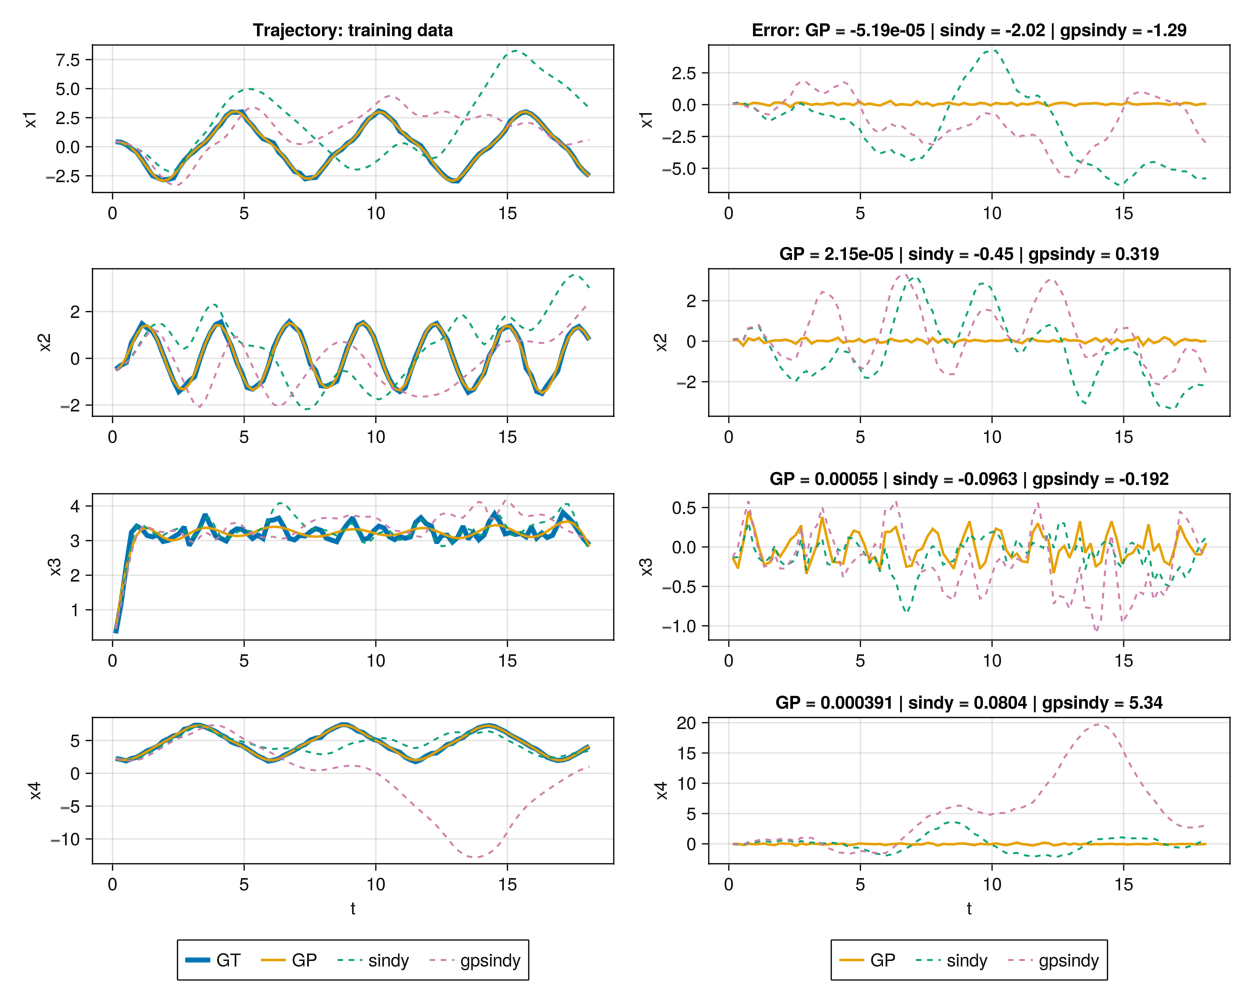 Trajectory: training data
x1
7.5
5.0
2.5
0.0
−2.5
0 5 10 15
Error: GP = -5.19e-05 | sindy = -2.02 | gpsindy = -1.29
x1
2.5
0.0
−2.5
−5.0
0 5 10 15
x2
2
0
−2
0 5 10 15
GP = 2.15e-05 | sindy = -0.45 | gpsindy = 0.319
x2
2
0
−2
0 5 10 15
x3
4
3
2
1
0 5 10 15
GP = 0.00055 | sindy = -0.0963 | gpsindy = -0.192
x3
0.5
0.0
−0.5
−1.0
0 5 10 15
x4
5
0
−5
−10
0 5 10 15
t
GP = 0.000391 | sindy = 0.0804 | gpsindy = 5.34
x4
20
15
10
5
0
0 5 10 15
t
GT GP sindy gpsindy
GP sindy gpsindy